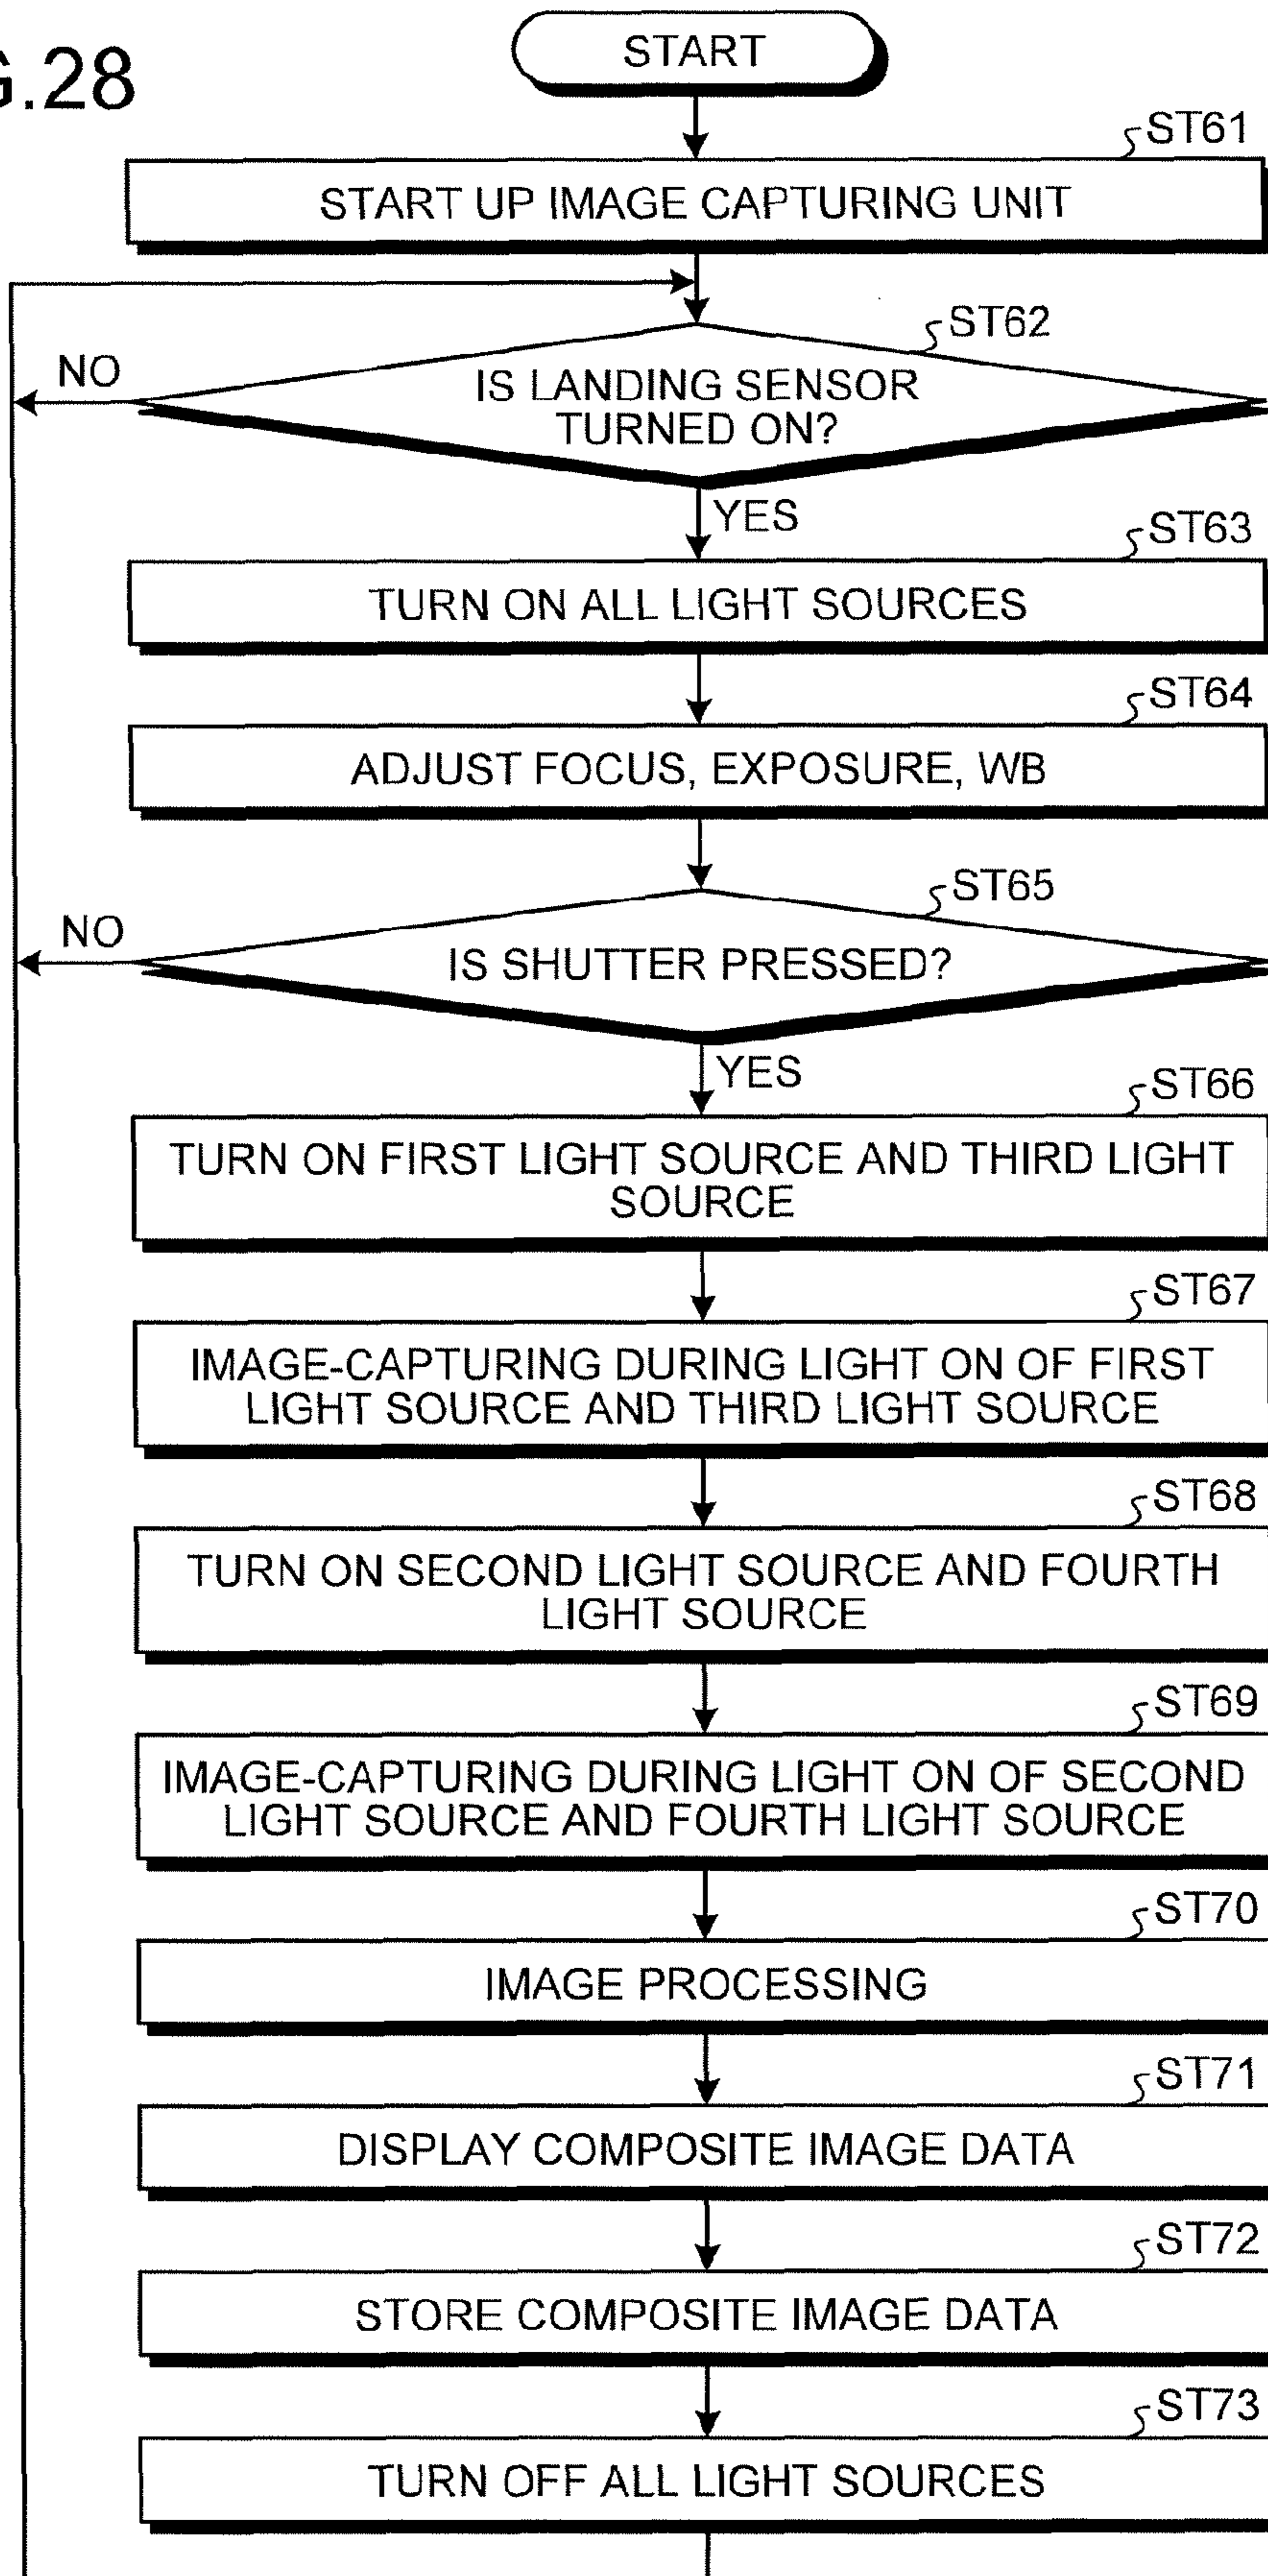 G.28
START
ST61
START UP IMAGE CAPTURING UNIT
ST62
NO
IS LANDING SENSOR
TURNED ON?
YES
ST63
TURN ON ALL LIGHT SOURCES
ST64
ADJUST FOCUS, EXPOSURE, WB
ST65
NO
IS SHUTTER PRESSED?
YES
ST66
TURN ON FIRST LIGHT SOURCE AND THIRD LIGHT
SOURCE
ST67
IMAGE-CAPTURING DURING LIGHT ON OF FIRST
LIGHT SOURCE AND THIRD LIGHT SOURCE
ST68
TURN ON SECOND LIGHT SOURCE AND FOURTH
LIGHT SOURCE
ST69
IMAGE-CAPTURING DURING LIGHT ON OF SECOND
LIGHT SOURCE AND FOURTH LIGHT SOURCE
ST70
IMAGE PROCESSING
ST71
DISPLAY COMPOSITE IMAGE DATA
ST72
STORE COMPOSITE IMAGE DATA
ST73
TURN OFF ALL LIGHT SOURCES